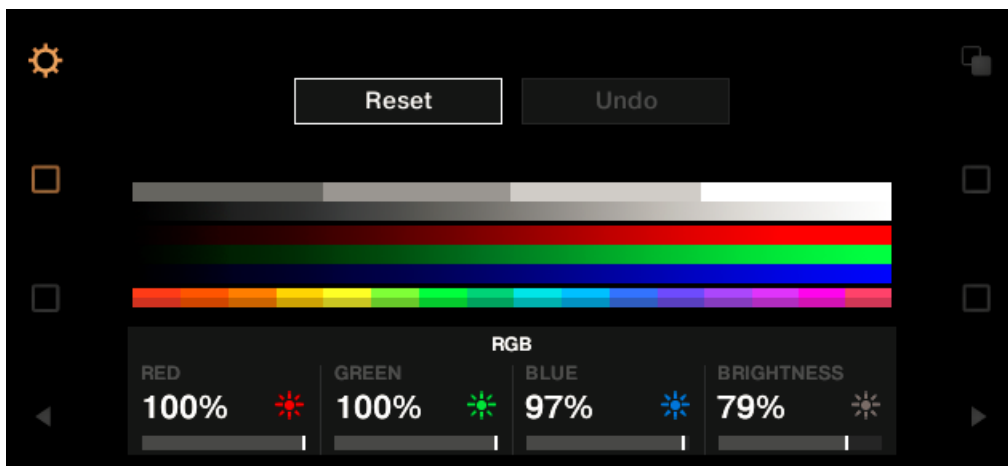 Reset Undo
RGB
RED GREEN BLUE BRIGHTNESS
100% 100% 97% 79%